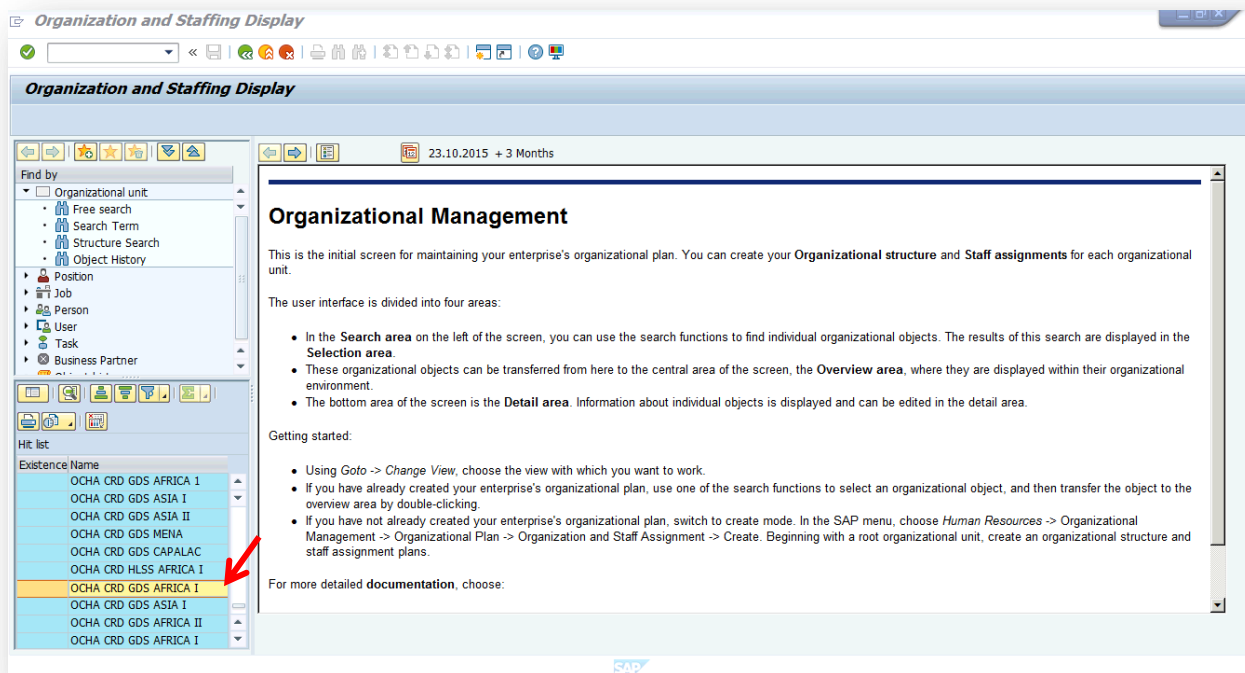 Organization and Staffing Display
Organization and Staffing Display
23.10.2015 + 3 Months
Find by
Organizational unit
Free search
Search Term
Structure Search
Object History
Position
Job
Person
User
Task
Business Partner
Organizational Management
This is the initial screen for maintaining your enterprise's organizational plan. You can create your Organizational structure and Staff assignments for each organizational
unit.
The user interface is divided into four areas:
• In the Search area on the left of the screen, you can use the search functions to find individual organizational objects. The results of this search are displayed in the
Selection area.
• These organizational objects can be transferred from here to the central area of the screen, the Overview area, where they are displayed within their organizational
environment.
• The bottom area of the screen is the Detail area. Information about individual objects is displayed and can be edited in the detail area.
Getting started:
• Using Goto -> Change View, choose the view with which you want to work.
• If you have already created your enterprise's organizational plan, use one of the search functions to select an organizational object, and then transfer the object to the
overview area by double-clicking.
• If you have not already created your enterprise's organizational plan, switch to create mode. In the SAP menu, choose Human Resources -> Organizational
Management -> Organizational Plan -> Organization and Staff Assignment -> Create. Beginning with a root organizational unit, create an organizational structure and
staff assignment plans.
For more detailed documentation, choose:
Hit list
Existence Name
OCHA CRD GDS AFRICA 1
OCHA CRD GDS ASIA I
OCHA CRD GDS ASIA II
OCHA CRD GDS MENA
OCHA CRD GDS CAPALAC
OCHA CRD HLSS AFRICA I
OCHA CRD GDS AFRICA I
OCHA CRD GDS ASIA I
OCHA CRD GDS AFRICA II
OCHA CRD GDS AFRICA I
SAP